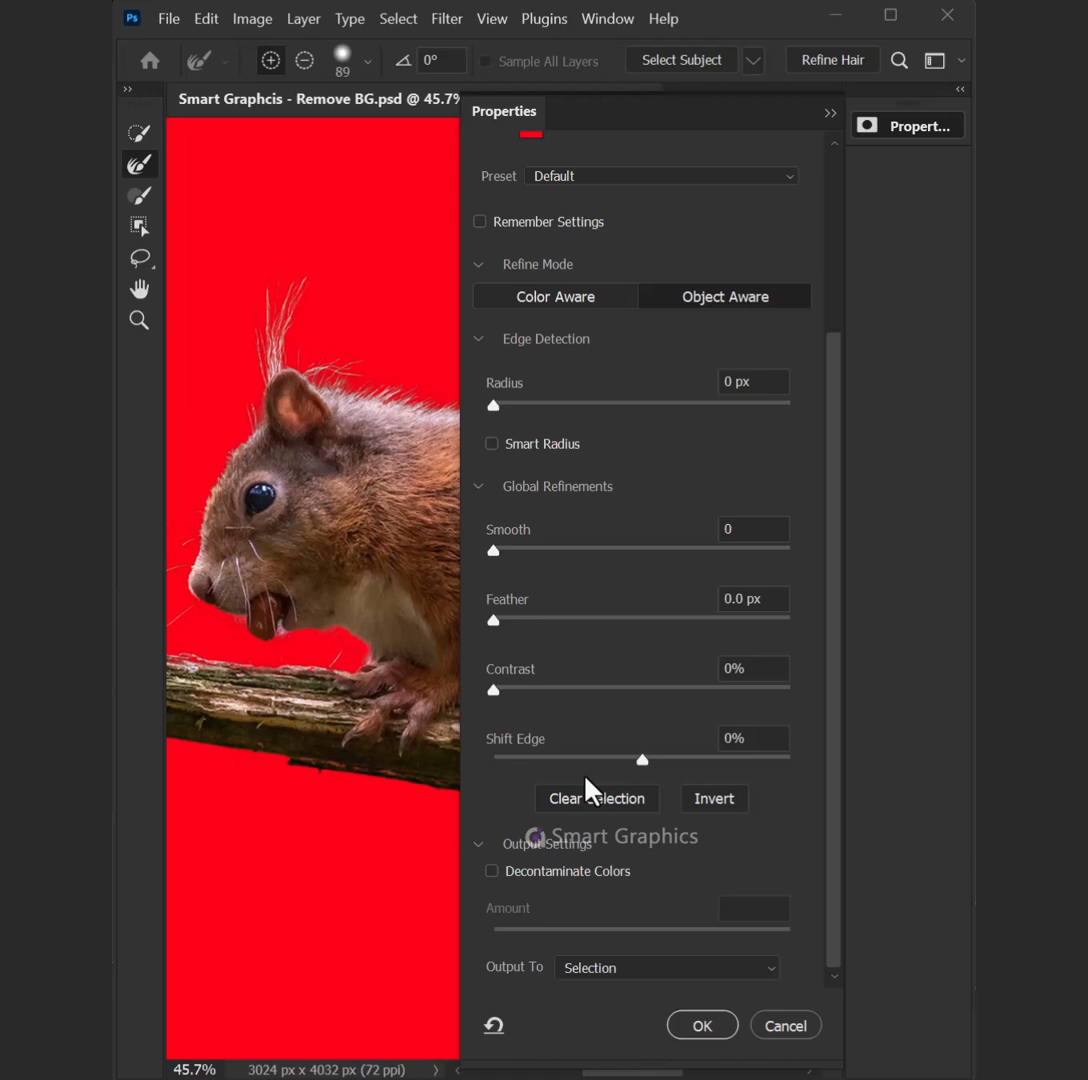 Ps File Edit Image Layer Type Select Filter View Plugins Window Help
89 0° Sample All Layers Select Subject Refine Hair
Smart Graphcis - Remove BG.psd @ 45.7%
Properties
Propert...
Preset Default
Remember Settings
Refine Mode
Color Aware Object Aware
Edge Detection
Radius 0 px
Smart Radius
Global Refinements
Smooth 0
Feather 0.0 px
Contrast 0%
Shift Edge 0%
Clear Selection Invert
Smart Graphics
Output Settings
Decontaminate Colors
Amount
Output To Selection
OK Cancel
45.7% 3024 px x 4032 px (72 ppi)